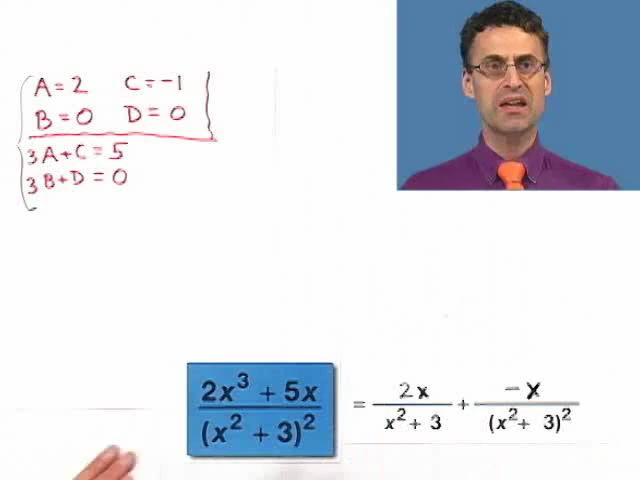 A = 2 C = -1
B = 0 D = 0
3A + C = 5
3B + D = 0
2x³ + 5x / (x² + 3)² = 2x / x² + 3 + -x / (x² + 3)²